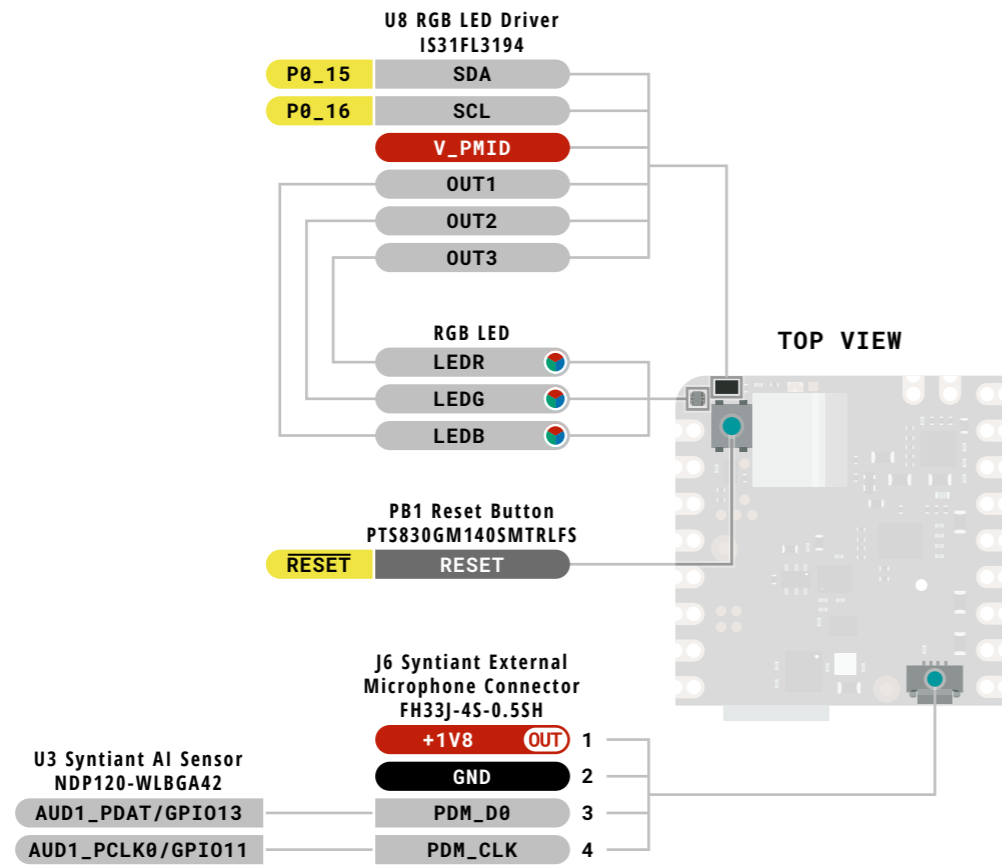 U8 RGB LED Driver
IS31FL3194
P0_15 SDA
P0_16 SCL
V_PMID
OUT1
OUT2
OUT3
RGB LED
LEDR
LEDG
LEDB
TOP VIEW
PB1 Reset Button
PTS830GM140SMTRLFS
RESET RESET
J6 Syntiant External
Microphone Connector
FH33J-4S-0.5SH
+1V8 OUT 1
GND 2
U3 Syntiant AI Sensor
NDP120-WLBGA42
AUD1_PDAT/GPIO13 PDM_D0 3
AUD1_PCLK0/GPIO11 PDM_CLK 4